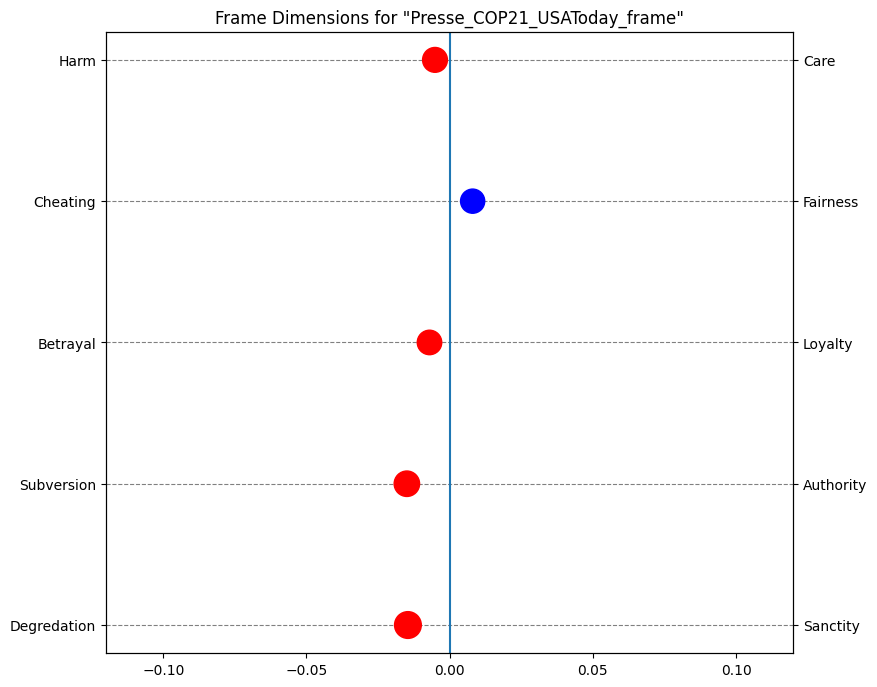 Frame Dimensions for "Presse_COP21_USAToday_frame"
Harm
Care
Cheating
Fairness
Betrayal
Loyalty
Subversion
Authority
Degredation
Sanctity
−0.10
−0.05
0.00
0.05
0.10